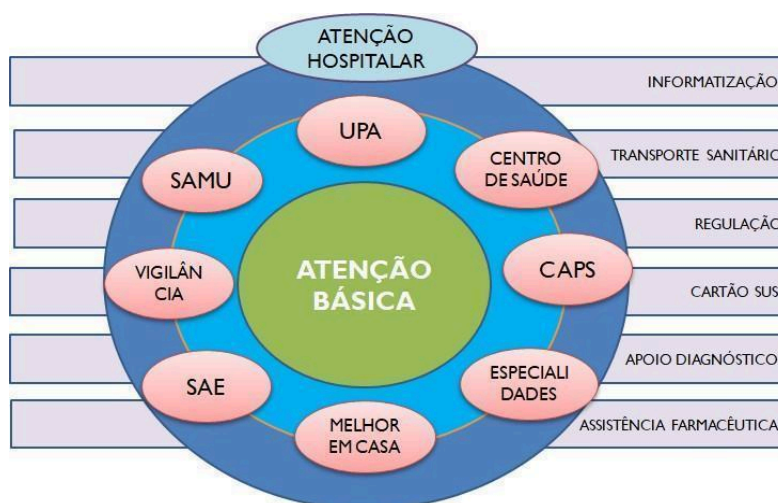 ATENÇÃO
HOSPITALAR
INFORMATIZAÇÃO
UPA
CENTRO
DE SAÚDE
TRANSPORTE SANITÁRIO
SAMU
REGULAÇÃO
ATENÇÃO
BÁSICA
VIGILÂN
CIA
CAPS
CARTÃO SUS
APOIO DIAGNÓSTICO
SAE
ESPECIALI
DADES
MELHOR
EM CASA
ASSISTÊNCIA FARMACÊUTICA